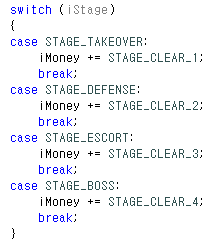 switch (iStage)
{
case STAGE_TAKEOVER:
    iMoney += STAGE_CLEAR_1;
    break;
case STAGE_DEFENSE:
    iMoney += STAGE_CLEAR_2;
    break;
case STAGE_ESCORT:
    iMoney += STAGE_CLEAR_3;
    break;
case STAGE_BOSS:
    iMoney += STAGE_CLEAR_4;
    break;
}